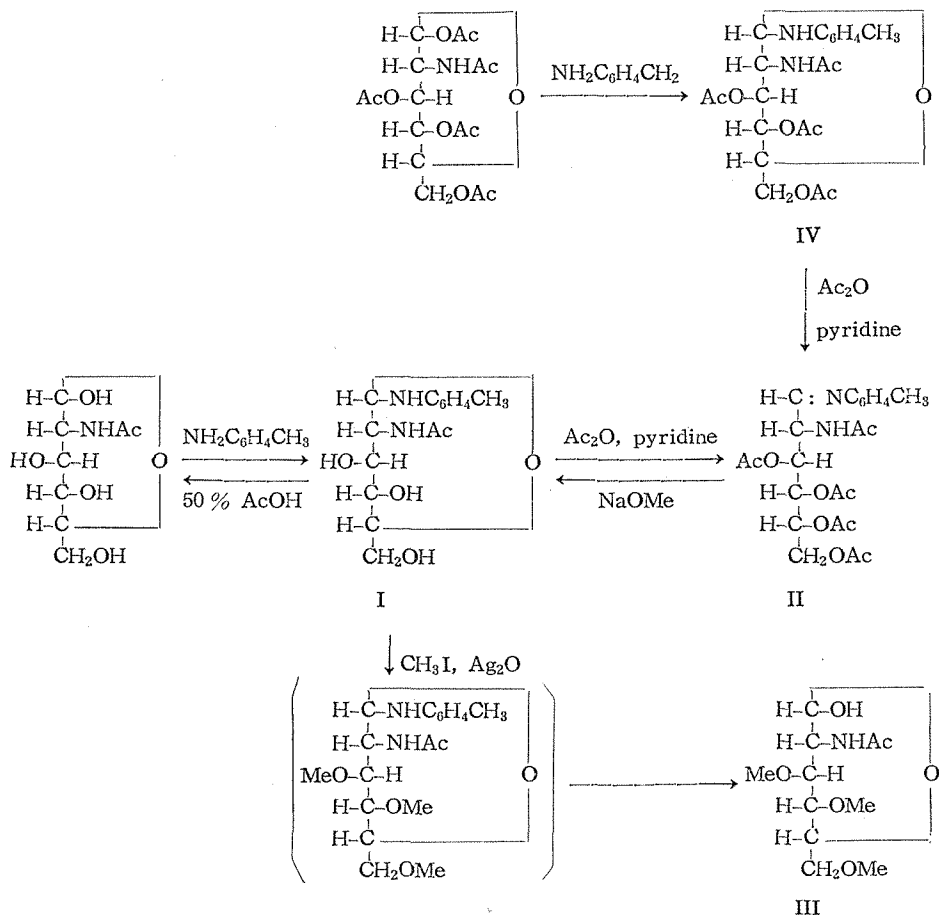 H-C-OAc
H-C-NHAc
AcO-C-H
H-C-OAc
H-C
CH₂OAc
O
NH₂C₆H₄CH₂
H-C-NHC₆H₄CH₃
H-C-NHAc
AcO-C-H
H-C-OAc
H-C
CH₂OAc
O
IV
Ac₂O
pyridine
H-C-OH
H-C-NHAc
HO-C-H
H-C-OH
H-C
CH₂OH
O
NH₂C₆H₄CH₃
50 % AcOH
H-C-NHC₆H₄CH₃
H-C-NHAc
HO-C-H
H-C-OH
H-C
CH₂OH
O
I
Ac₂O, pyridine
NaOMe
H-C: NC₆H₄CH₃
H-C-NHAc
AcO-C-H
H-C-OAc
H-C-OAc
CH₂OAc
II
CH₃I, Ag₂O
H-C-NHC₆H₄CH₃
H-C-NHAc
MeO-C-H
H-C-OMe
H-C
CH₂OMe
O
H-C-OH
H-C-NHAc
MeO-C-H
H-C-OMe
H-C
CH₂OMe
O
III